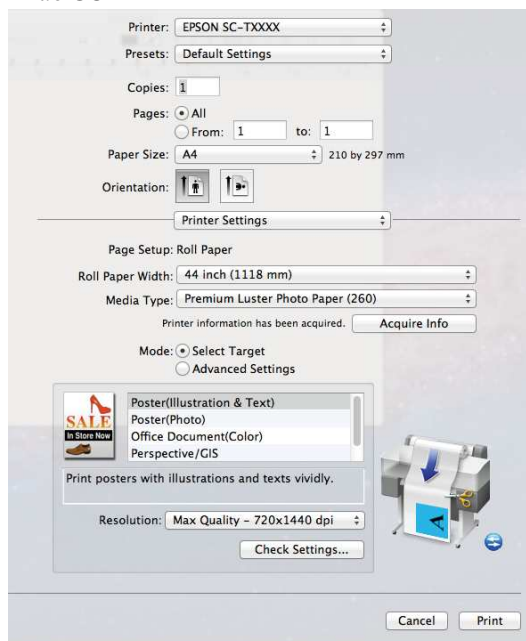 Printer: EPSON SC-TXXXX
Presets: Default Settings
Copies: 1
Pages: All
From: 1 to: 1
Paper Size: A4 210 by 297 mm
Orientation:
Printer Settings
Page Setup: Roll Paper
Roll Paper Width: 44 inch (1118 mm)
Media Type: Premium Luster Photo Paper (260)
Printer information has been acquired. Acquire Info
Mode: Select Target
Advanced Settings
SALE
In Store Now
Poster(Illustration & Text)
Poster(Photo)
Office Document(Color)
Perspective/GIS
Print posters with illustrations and texts vividly.
Resolution: Max Quality - 720x1440 dpi
Check Settings...
A
Cancel Print